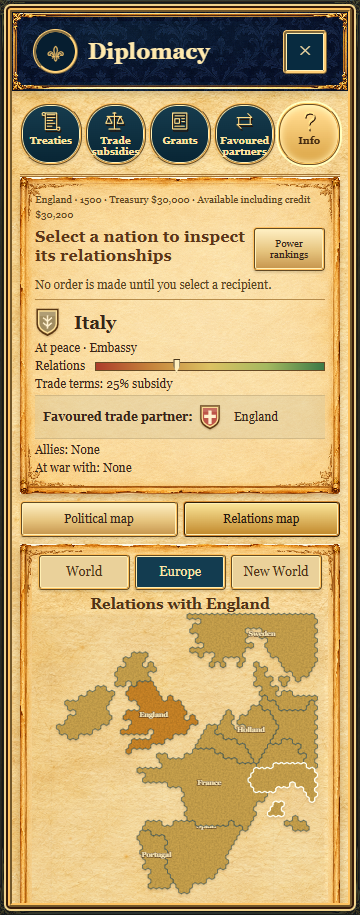 Diplomacy
×
Treaties
Trade subsidies
Grants
Favoured partners
?
Info
England · 1500 · Treasury $30,000 · Available including credit
$30,200
Select a nation to inspect
its relationships
Power
rankings
No order is made until you select a recipient.
Italy
At peace · Embassy
Relations
Trade terms: 25% subsidy
Favoured trade partner: England
Allies: None
At war with: None
Political map
Relations map
World
Europe
New World
Relations with England
Sweden
England
Holland
France
Portugal